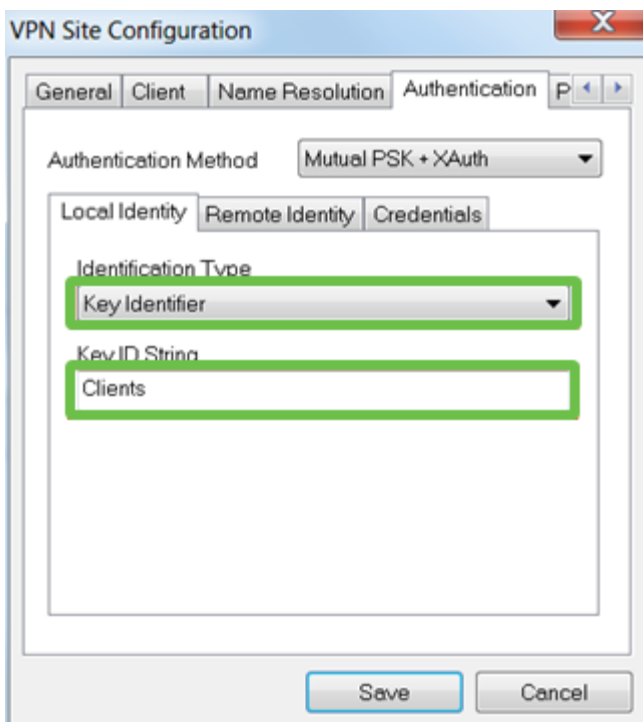 VPN Site Configuration
General Client Name Resolution Authentication P
Authentication Method Mutual PSK + XAuth
Local Identity Remote Identity Credentials
Identification Type
Key Identifier
Key ID String
Clients
Save Cancel